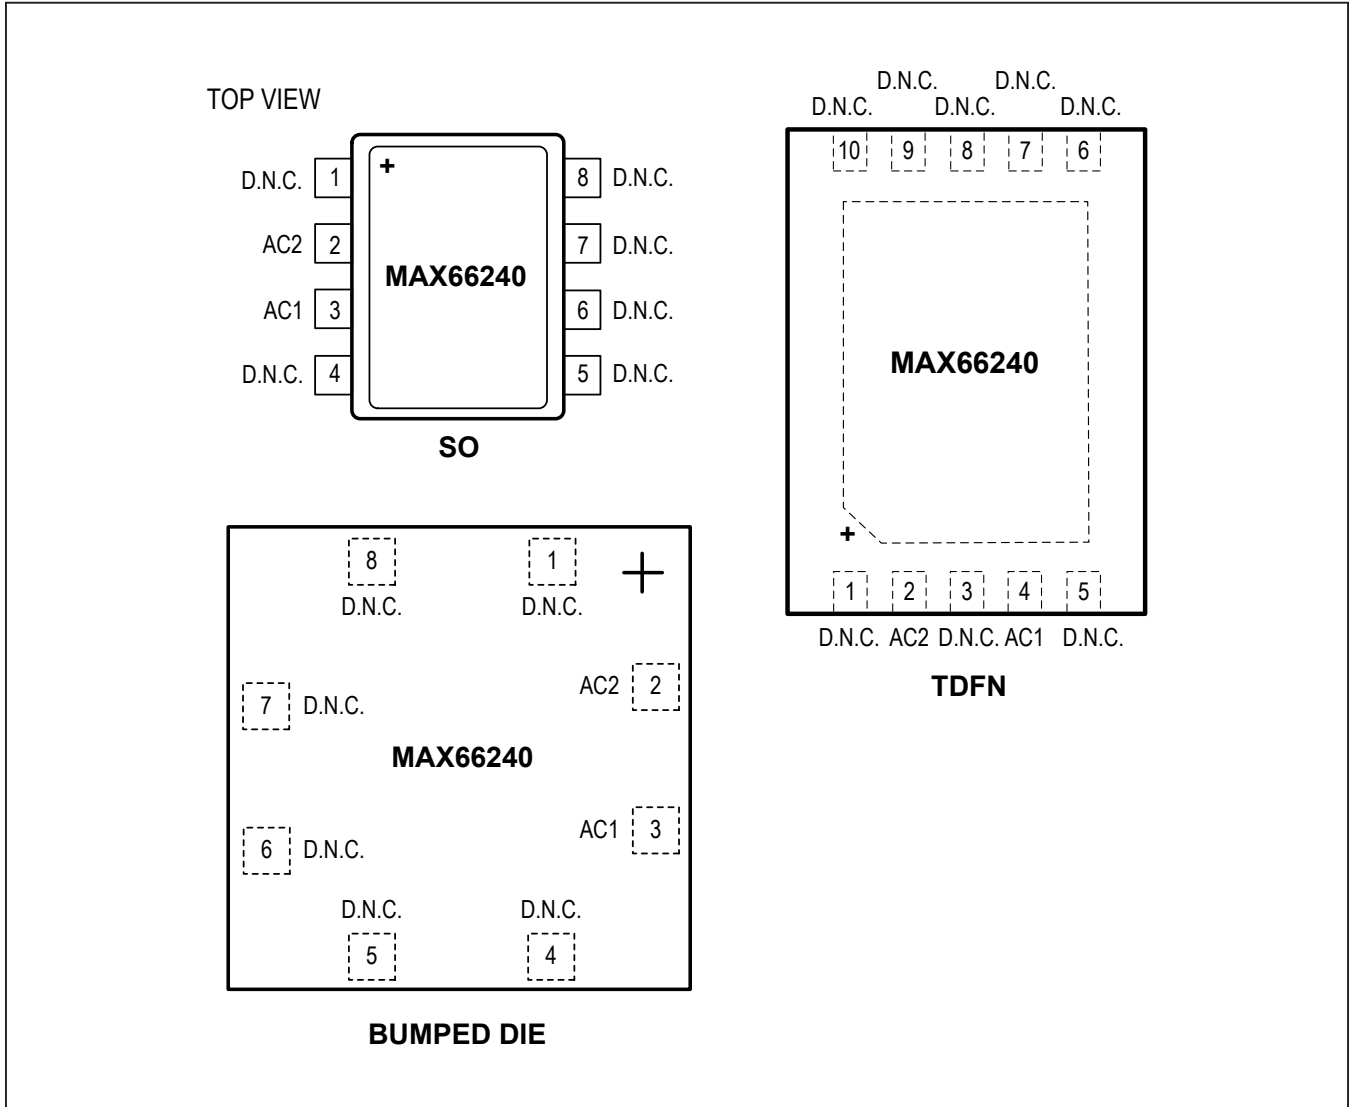 TOP VIEW
D.N.C. 1 + 8 D.N.C.
AC2 2 7 D.N.C.
MAX66240
AC1 3 6 D.N.C.
D.N.C. 4 5 D.N.C.
SO
D.N.C. D.N.C.
D.N.C. D.N.C. D.N.C.
10 9 8 7 6
MAX66240
+
1 2 3 4 5
D.N.C. AC2 D.N.C. AC1 D.N.C.
TDFN
8 1 +
D.N.C. D.N.C.
AC2 2
7 D.N.C.
MAX66240
AC1 3
6 D.N.C.
D.N.C. D.N.C.
5 4
BUMPED DIE